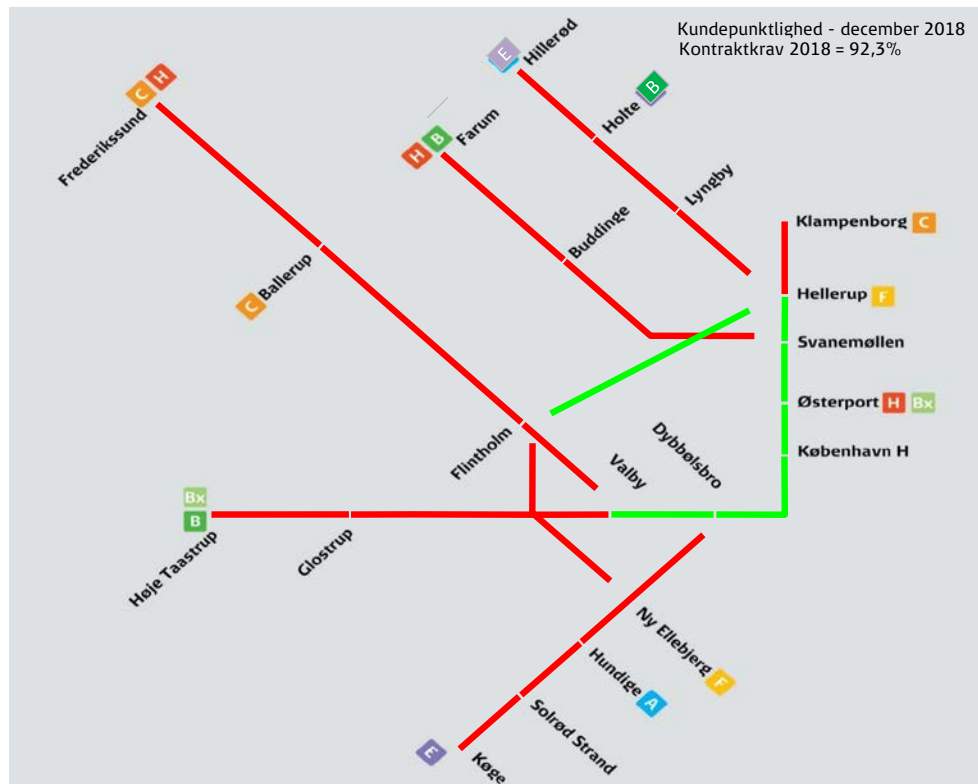 Kundepunktlighed - december 2018
Kontraktkrav 2018 = 92,3%
E Hillerød
Holte B
C H
Frederikssund
H B Farum
Lyngby
Buddinge
Klampenborg C
C Ballerup
Hellerup F
Svanemøllen
Østerport H Bx
København H
Flintholm
Valby
Dybbølsbro
Bx
B
Høje Taastrup
Glostrup
Ny Ellebjerg F
Hundige A
Solrød Strand
E Køge